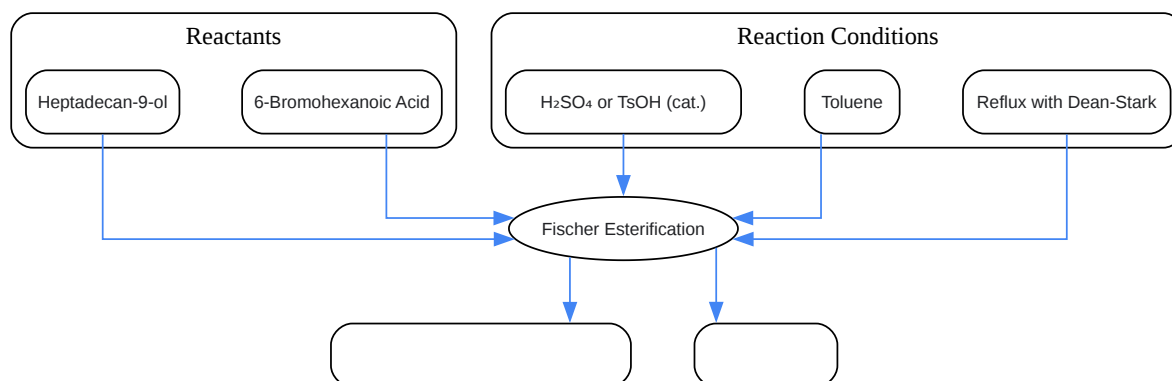 Reactants
Reaction Conditions
Heptadecan-9-ol
6-Bromohexanoic Acid
H₂SO₄ or TsOH (cat.)
Toluene
Reflux with Dean-Stark
Fischer Esterification